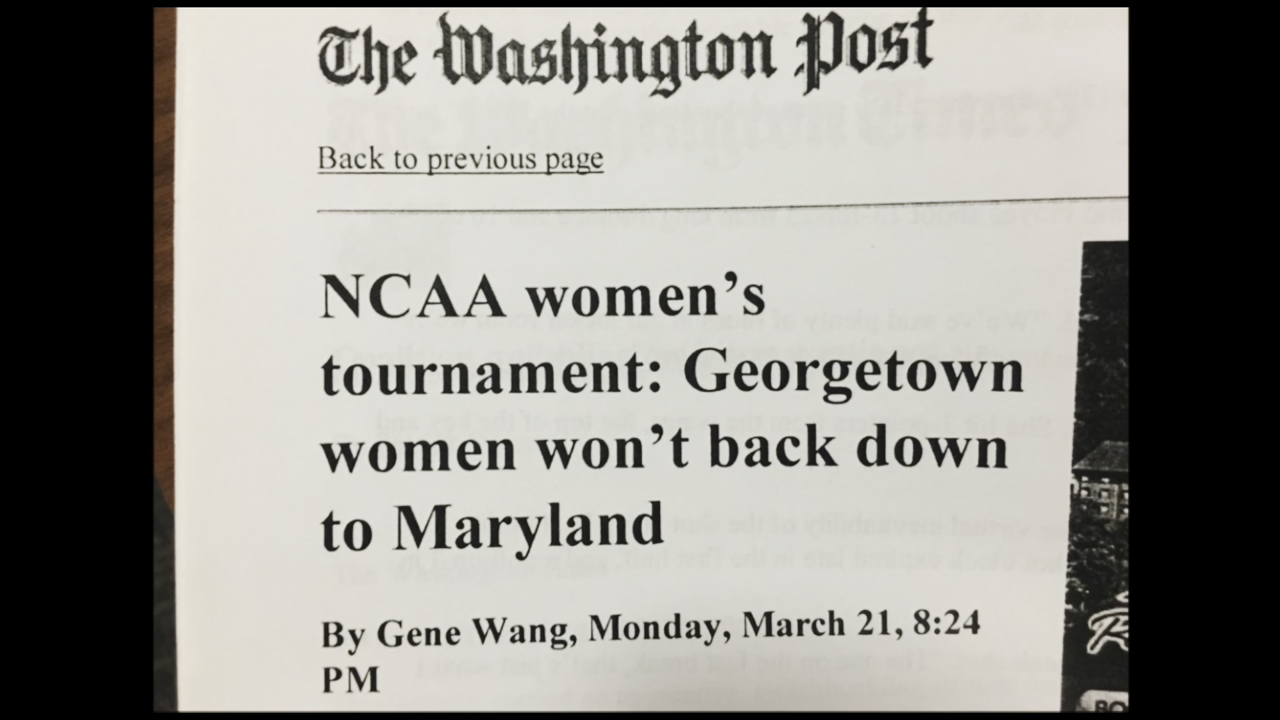 The Washington Post
Back to previous page
NCAA women's
tournament: Georgetown
women won't back down
to Maryland
By Gene Wang, Monday, March 21, 8:24
PM